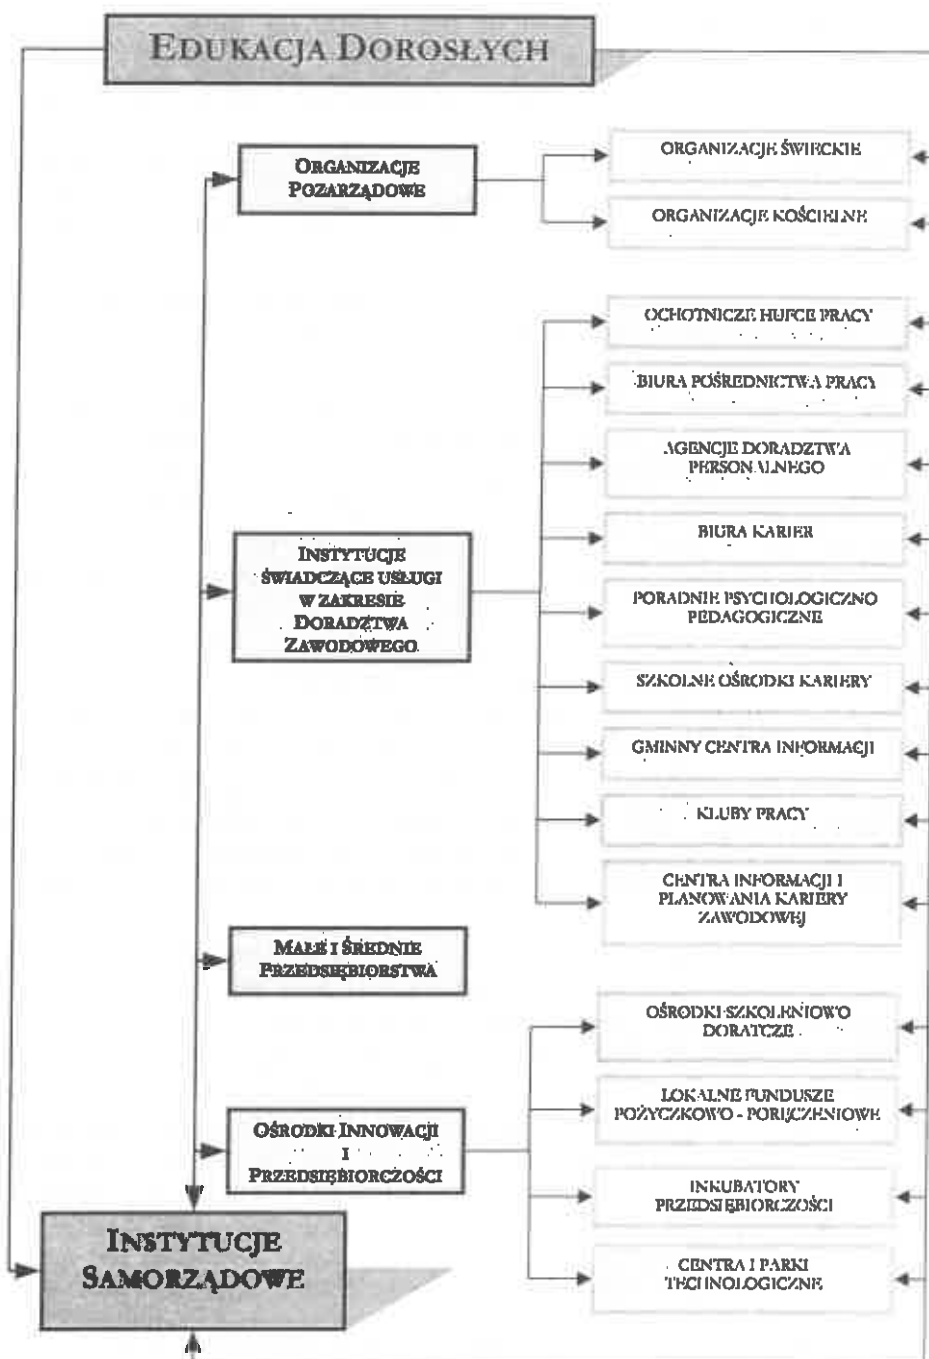 EDUKACJA DOROSŁYCH
ORGANIZACJE
POZARZĄDOWE
ORGANIZACJE ŚWIECKIE
ORGANIZACJE KOŚCIELNE
INSTYTUCJE
ŚWIADCZĄCE USŁUGI
W ZAKRESIE
DORADZTWA
ZAWODOWEGO
OCHOTNICZE HUFCE PRACY
BIURA POŚREDNICTWA PRACY
AGENCJE DORADZTWA
PERSONALNEGO
BIURA KARIER
PORADNIE PSYCHOLOGICZNO
PEDAGOGICZNE
SZKOLNE OŚRODKI KARIERY
GMINNY CENTRA INFORMACJI
KLUBY PRACY
CENTRA INFORMACJI I
PLANOWANIA KARIERY
ZAWODOWEJ
MAŁE I ŚREDNIE
PRZEDSIĘBIORSTWA
OŚRODKI INNOWACJI
I
PRZEDSIĘBIORCZOŚCI
OŚRODKI SZKOLENIOWO
DORATCZE
LOKALNE FUNDUSZE
POŻYCZKOWO - PORĘCZENIOWE
INKUBATORY
PRZEDSIĘBIORCZOŚCI
CENTRA I PARKI
TECHNOLOGICZNE
INSTYTUCJE
SAMORZĄDOWE